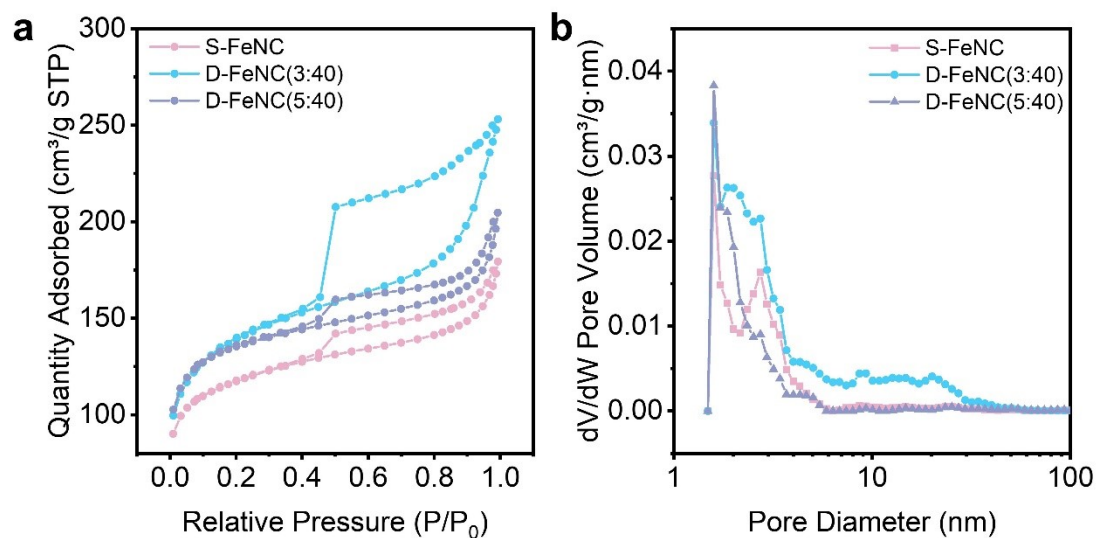 a
300
250
200
150
100
Quantity Adsorbed (cm³/g STP)
S-FeNC
D-FeNC(3:40)
D-FeNC(5:40)
0.0 0.2 0.4 0.6 0.8 1.0
Relative Pressure (P/P₀)
b
0.04
0.03
0.02
0.01
0.00
dV/dW Pore Volume (cm³/g·nm)
S-FeNC
D-FeNC(3:40)
D-FeNC(5:40)
1 10 100
Pore Diameter (nm)